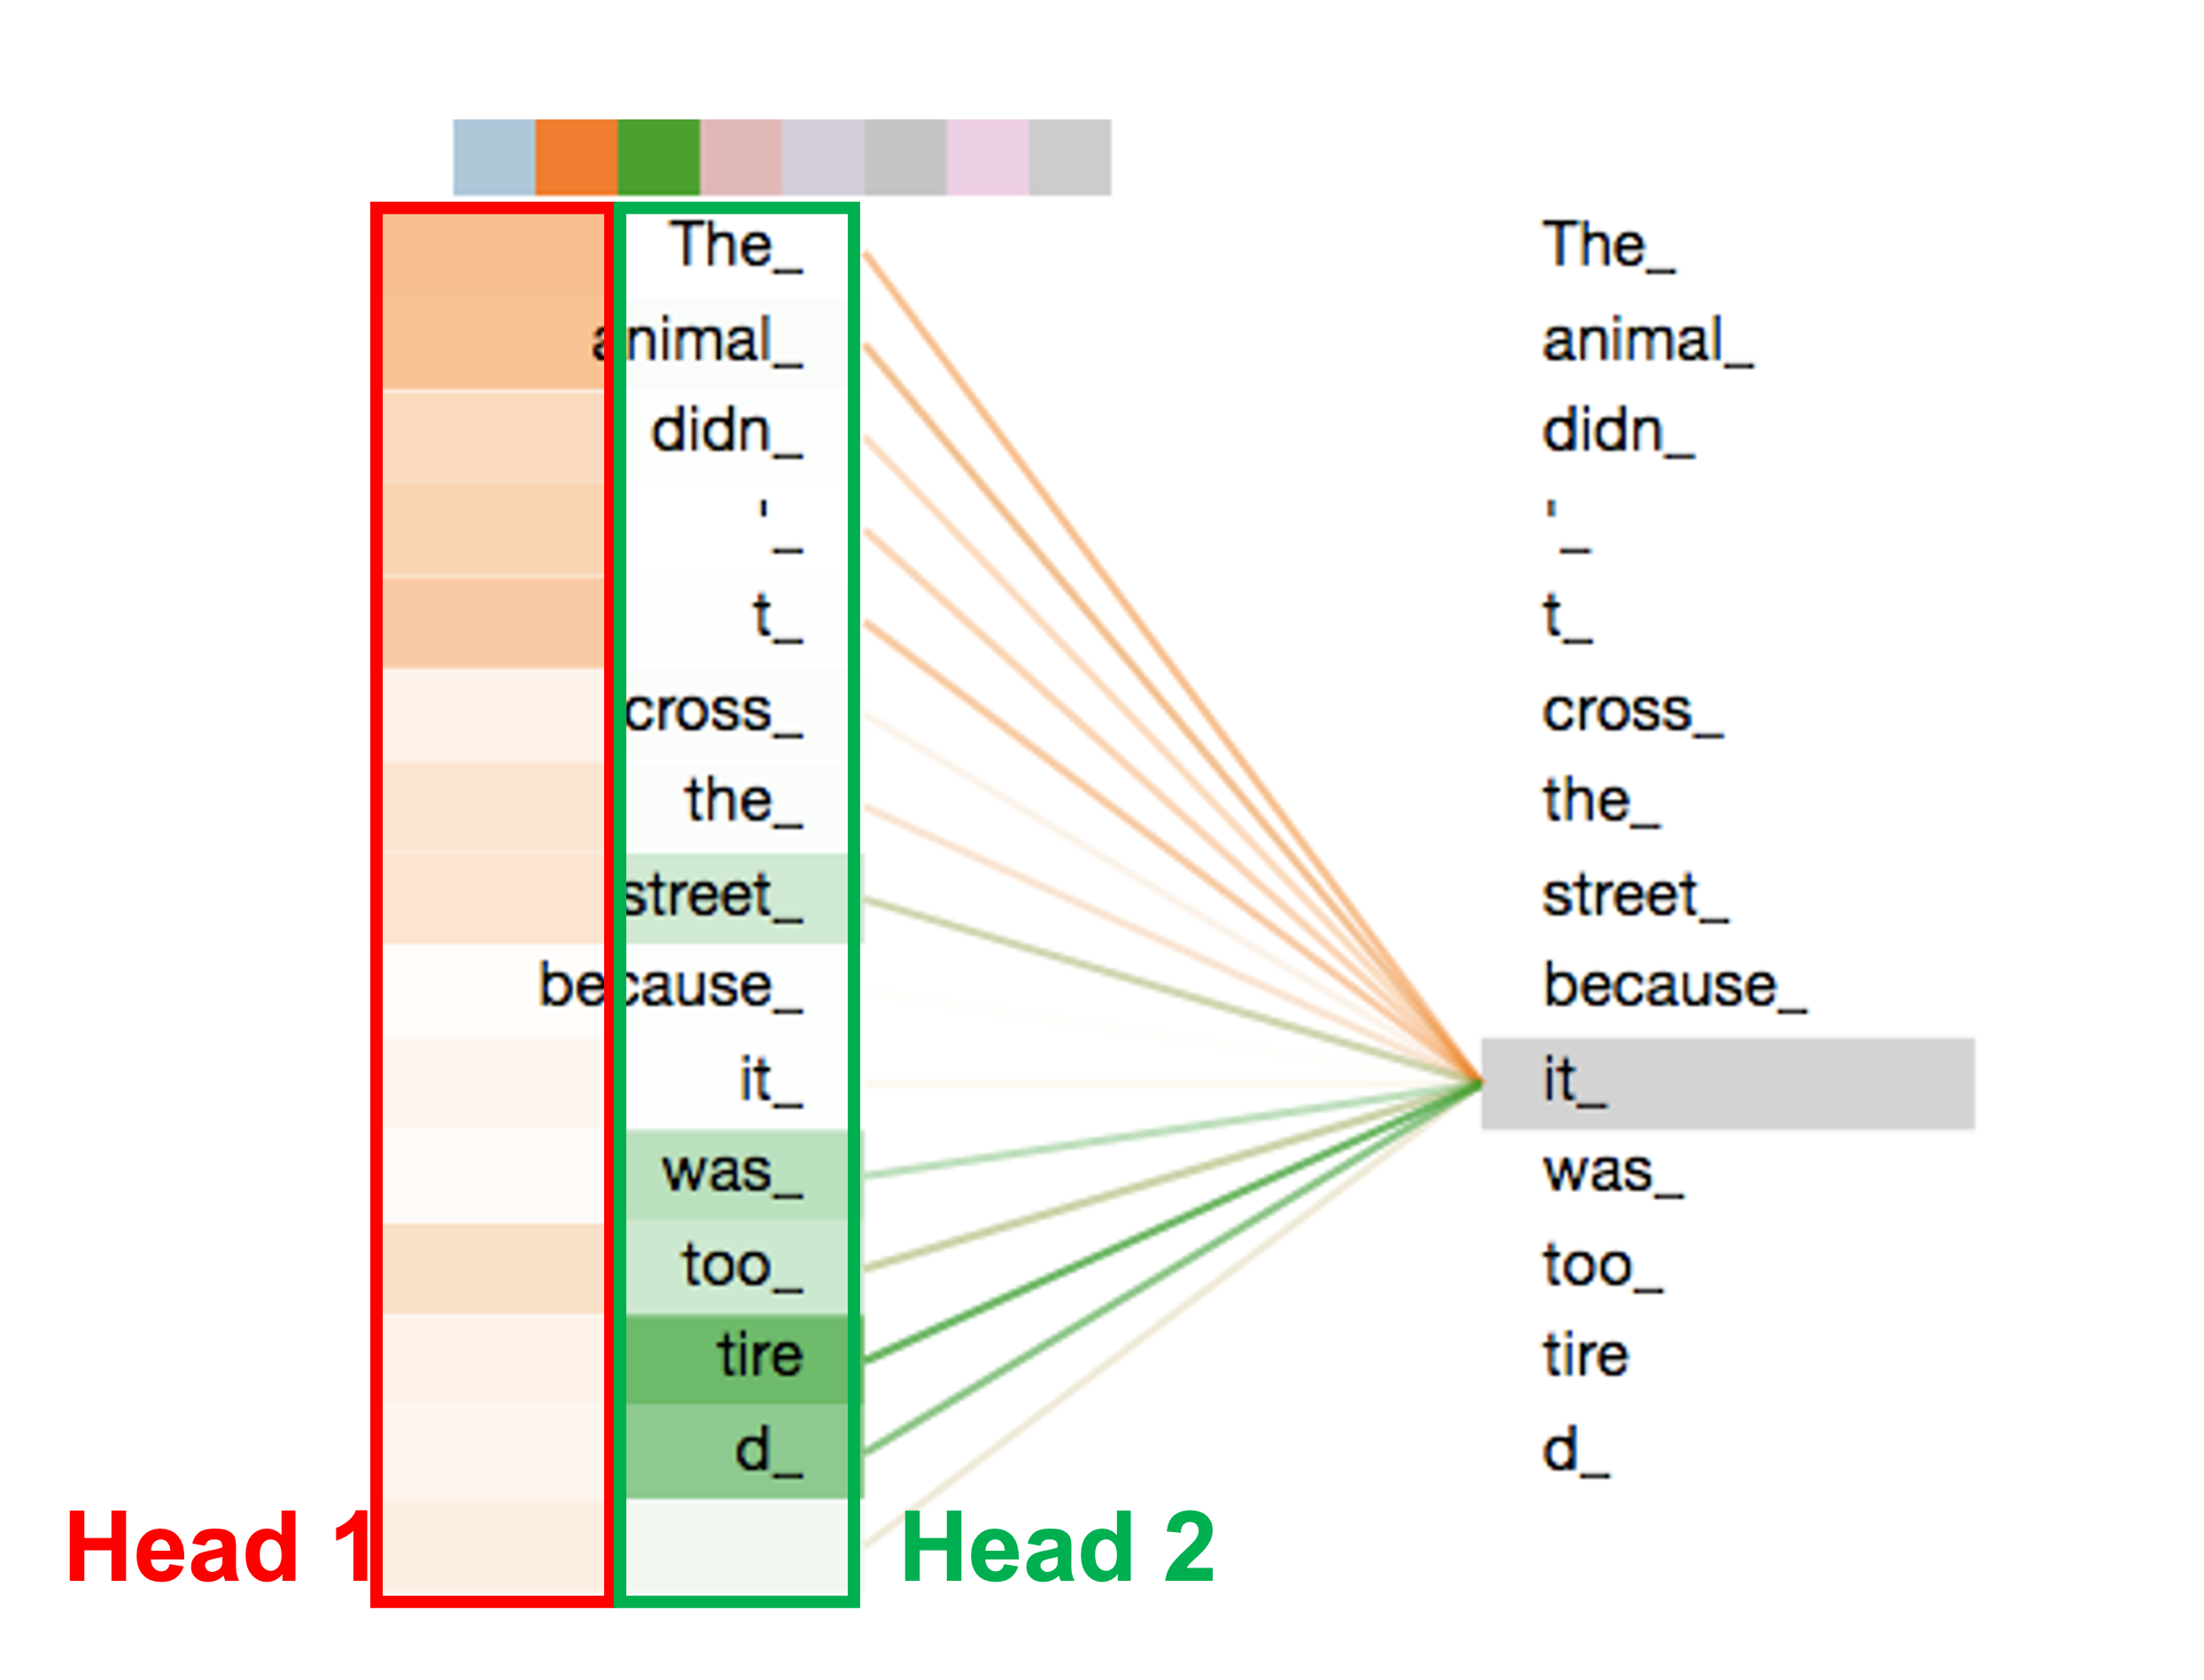 The_ The_
animal_ animal_
didn_ didn_
'_ '_
t_ t_
cross_ cross_
the_ the_
street_ street_
because_ because_
it_ it_
was_ was_
too_ too_
tire tire
d_ d_
Head 1 Head 2